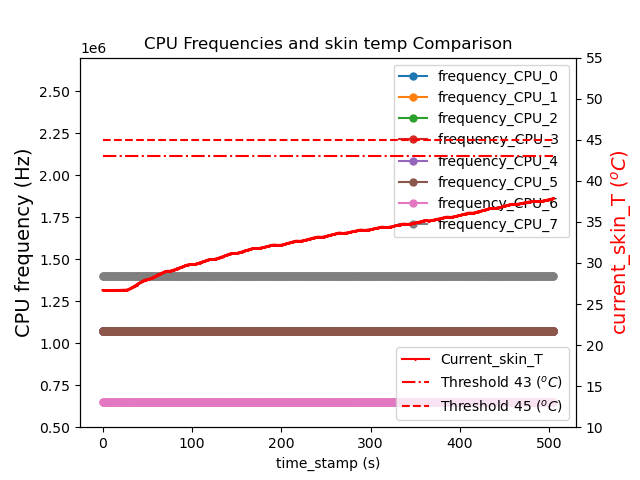 CPU Frequencies and skin temp Comparison
1e6
CPU frequency (Hz)
2.50
2.25
2.00
1.75
1.50
1.25
1.00
0.75
0.50
frequency_CPU_0
frequency_CPU_1
frequency_CPU_2
frequency_CPU_3
frequency_CPU_4
frequency_CPU_5
frequency_CPU_6
frequency_CPU_7
Current_skin_T
Threshold 43 (°C)
Threshold 45 (°C)
55
50
45
40
35
30
25
20
15
10
current_skin_T (°C)
0 100 200 300 400 500
time_stamp (s)